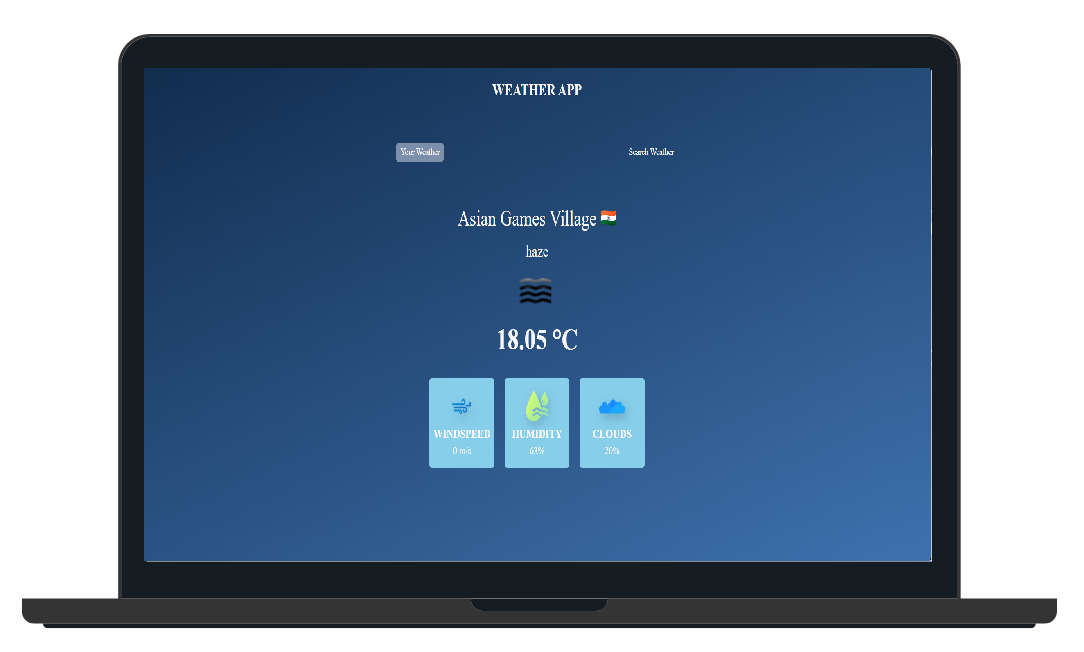 WEATHER APP
Your Weather
Search Weather
Asian Games Village
haze
18.05 °C
WINDSPEED
0 m/s
HUMIDITY
63%
CLOUDS
20%